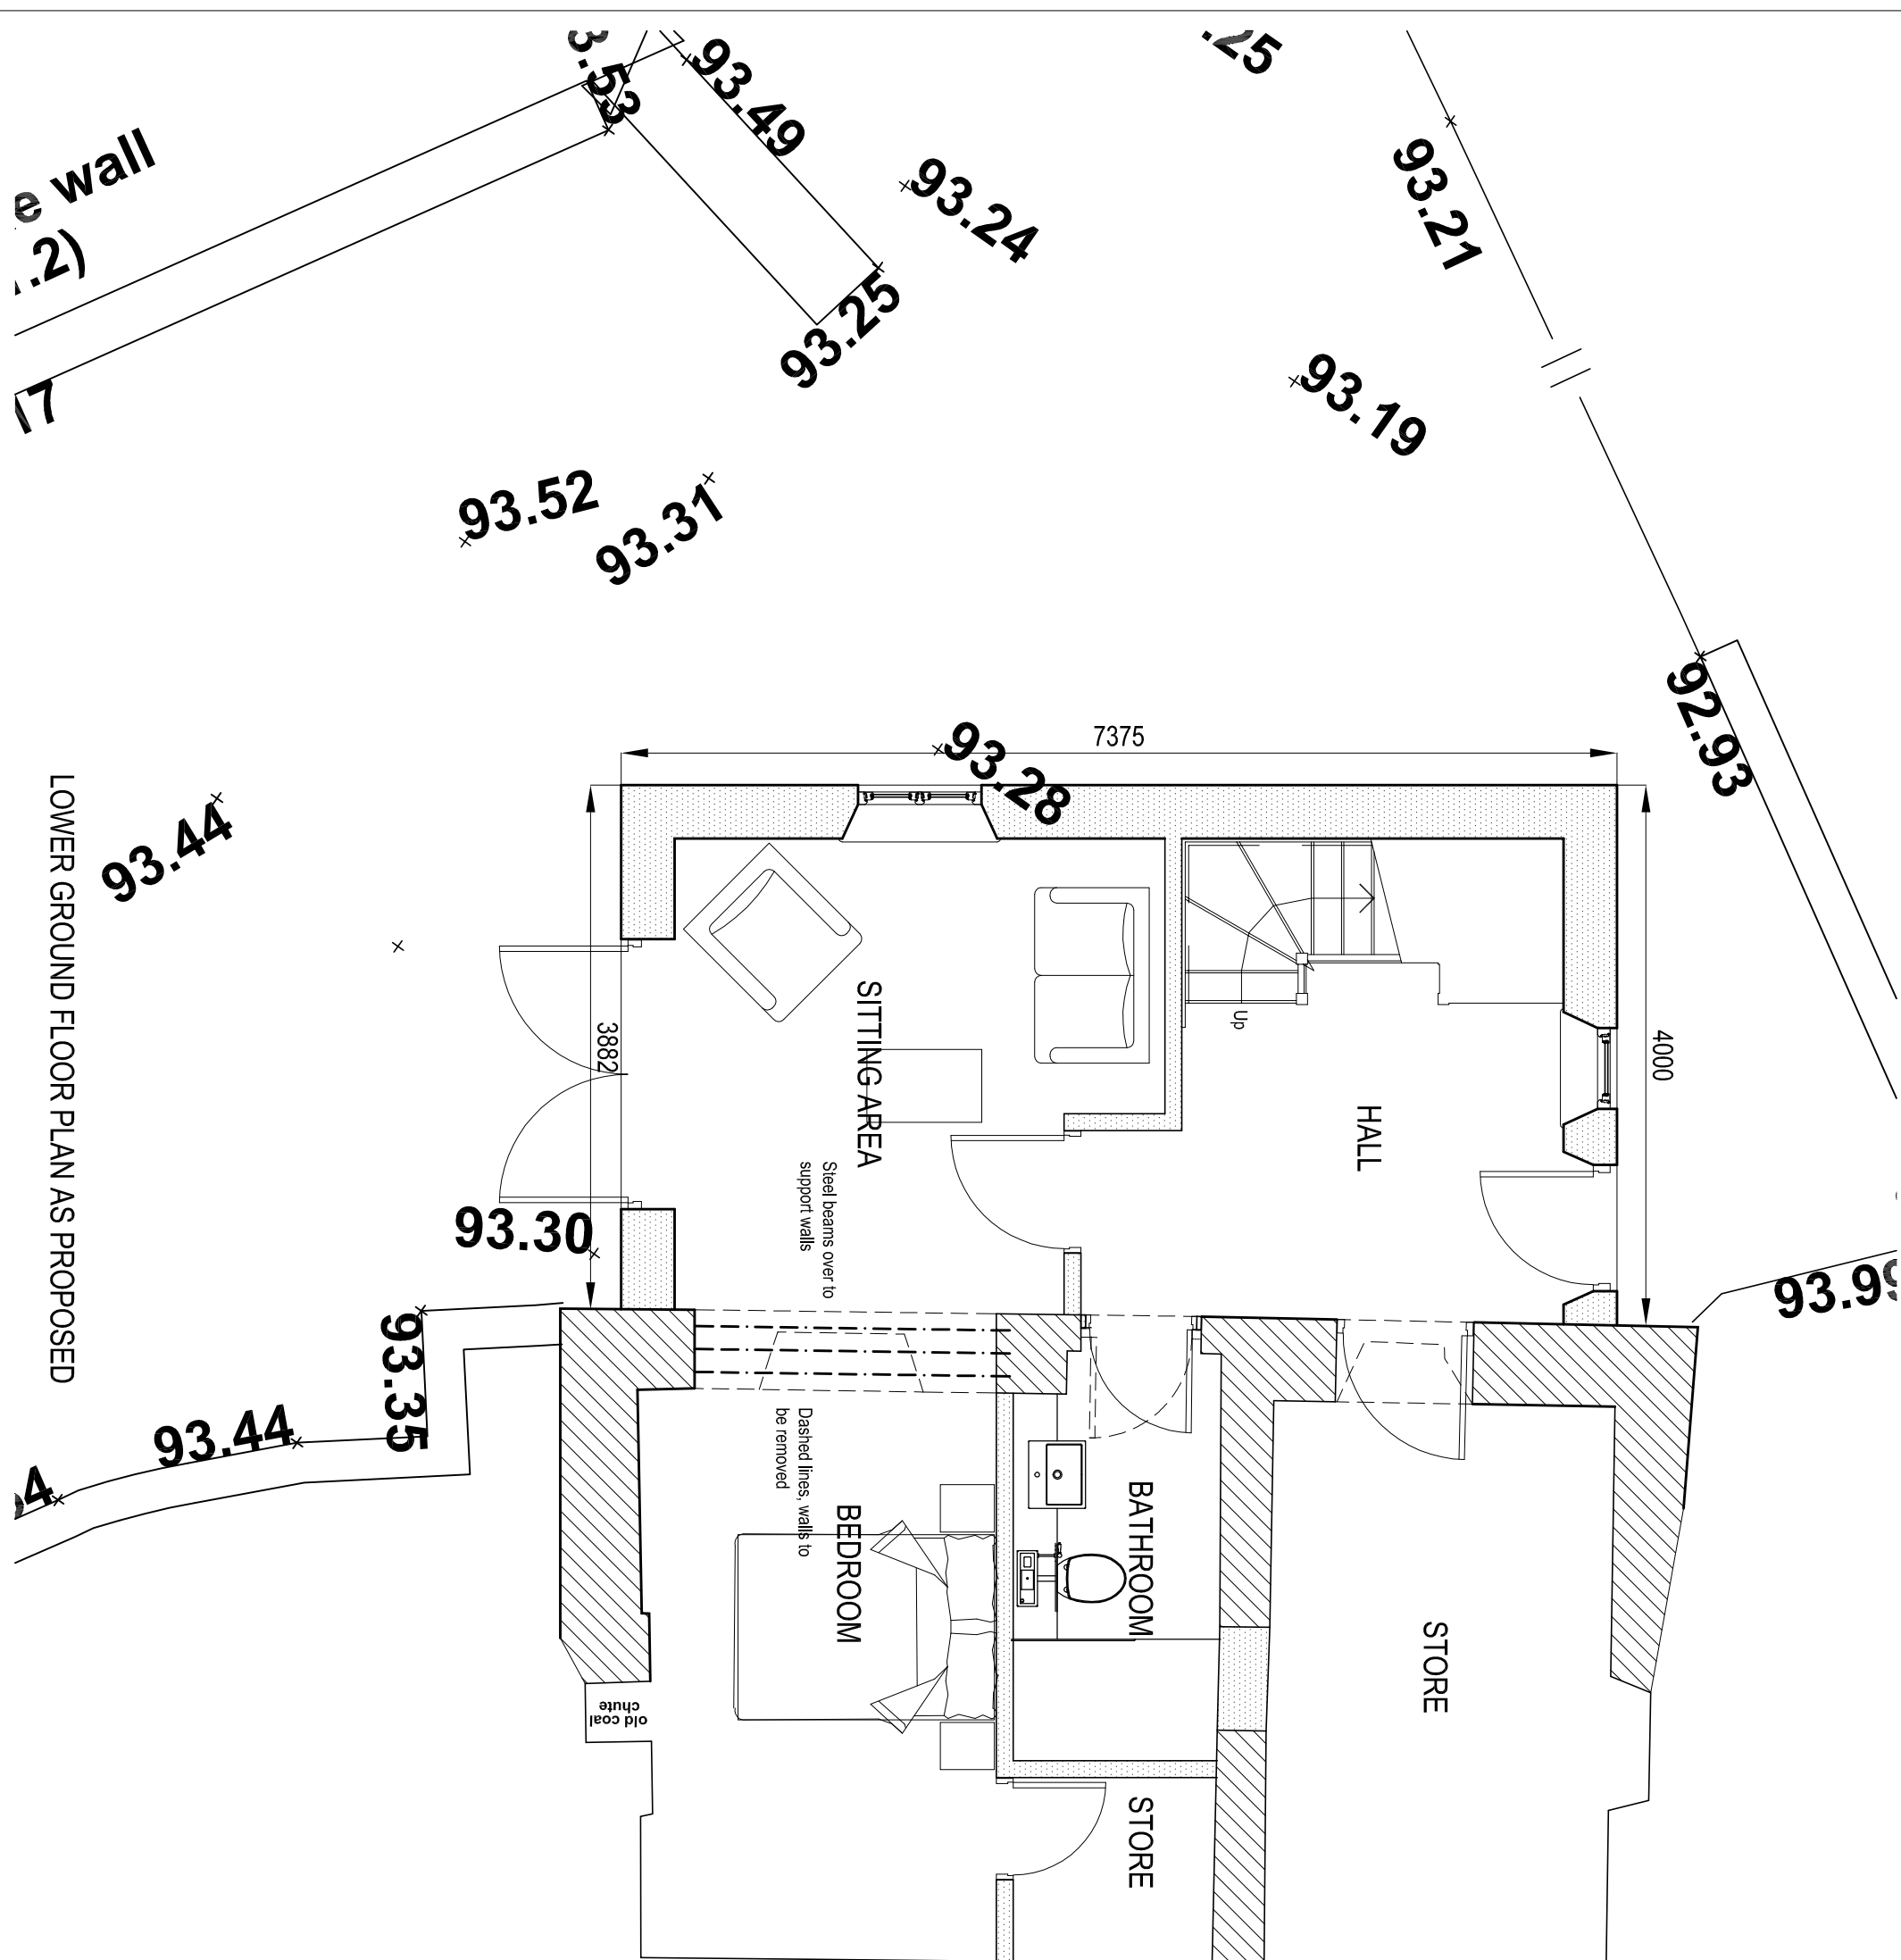 wall
.2)
17
93.49
93.24
93.25
.25
93.21
93.19
93.52
93.31
92.93
93.28
7375
93.44
LOWER GROUND FLOOR PLAN AS PROPOSED
3882
4000
SITTING AREA
Up
HALL
Steel beams over to
support walls
93.30
93.35
93.44
Dashed lines, walls to
be removed
BEDROOM
BATHROOM
STORE
old coal
chute
STORE